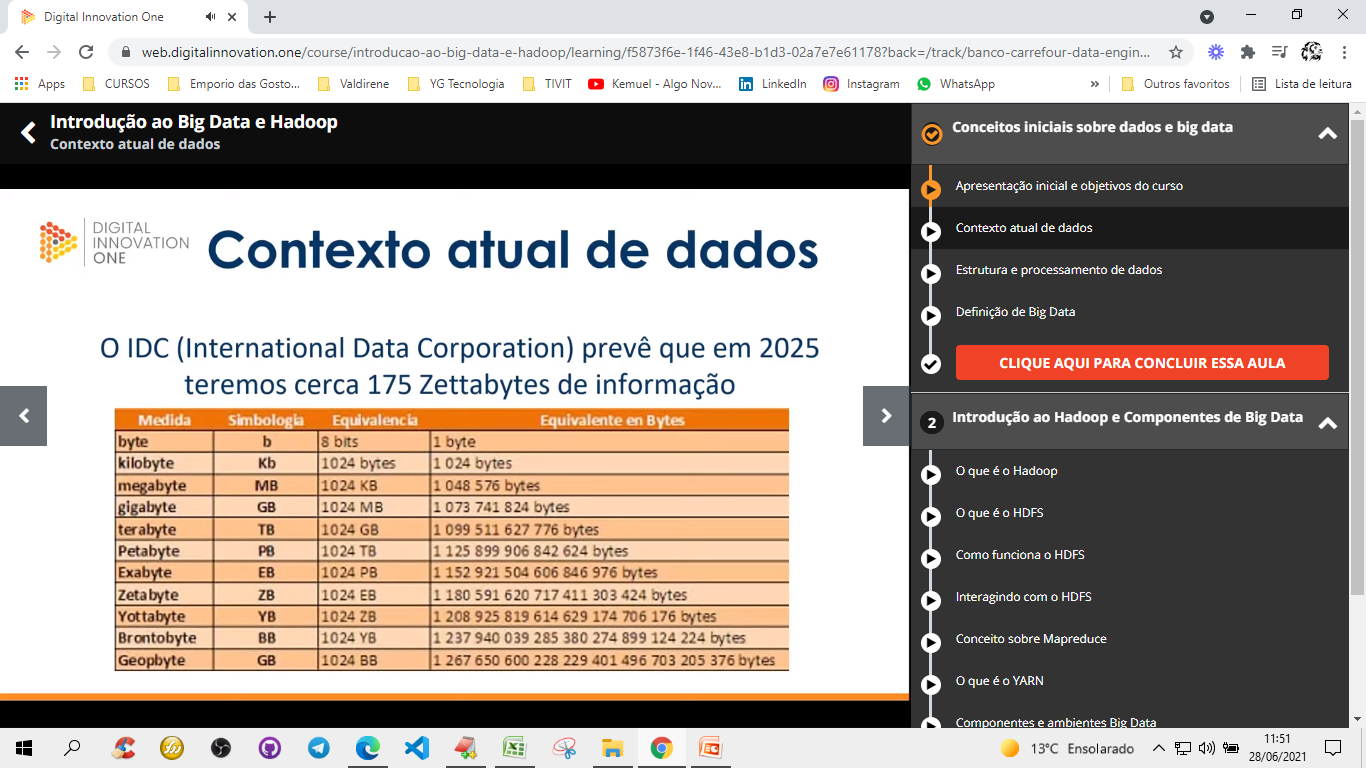 Digital Innovation One
web.digitalinnovation.one/course/introducao-ao-big-data-e-hadoop/learning/f5873f6e-1f46-43e8-b1d3-02a7e7e61178?back=/track/banco-carrefour-data-engin...
Apps CURSOS Emporio das Gosto... Valdirene YG Tecnologia TIVIT Kemuel - Algo Nov... LinkedIn Instagram WhatsApp » Outros favoritos Lista de leitura
Introdução ao Big Data e Hadoop
Contexto atual de dados
DIGITAL
INNOVATION
ONE
Contexto atual de dados
O IDC (International Data Corporation) prevê que em 2025
teremos cerca 175 Zettabytes de informação
Medida Simbologia Equivalencia Equivalente en Bytes
byte b 8 bits 1 byte
kilobyte Kb 1024 bytes 1 024 bytes
megabyte MB 1024 KB 1 048 576 bytes
gigabyte GB 1024 MB 1 073 741 824 bytes
terabyte TB 1024 GB 1 099 511 627 776 bytes
Petabyte PB 1024 TB 1 125 899 906 842 624 bytes
Exabyte EB 1024 PB 1 152 921 504 606 846 976 bytes
Zetabyte ZB 1024 EB 1 180 591 620 717 411 303 424 bytes
Yottabyte YB 1024 ZB 1 208 925 819 614 629 174 706 176 bytes
Brontobyte BB 1024 YB 1 237 940 039 285 380 274 899 124 224 bytes
Geopbyte GB 1024 BB 1 267 650 600 228 229 401 496 703 205 376 bytes
Conceitos iniciais sobre dados e big data
Apresentação inicial e objetivos do curso
Contexto atual de dados
Estrutura e processamento de dados
Definição de Big Data
CLIQUE AQUI PARA CONCLUIR ESSA AULA
2 Introdução ao Hadoop e Componentes de Big Data
O que é o Hadoop
O que é o HDFS
Como funciona o HDFS
Interagindo com o HDFS
Conceito sobre Mapreduce
O que é o YARN
Componentes e ambientes Big Data
13°C Ensolarado
11:51
28/06/2021